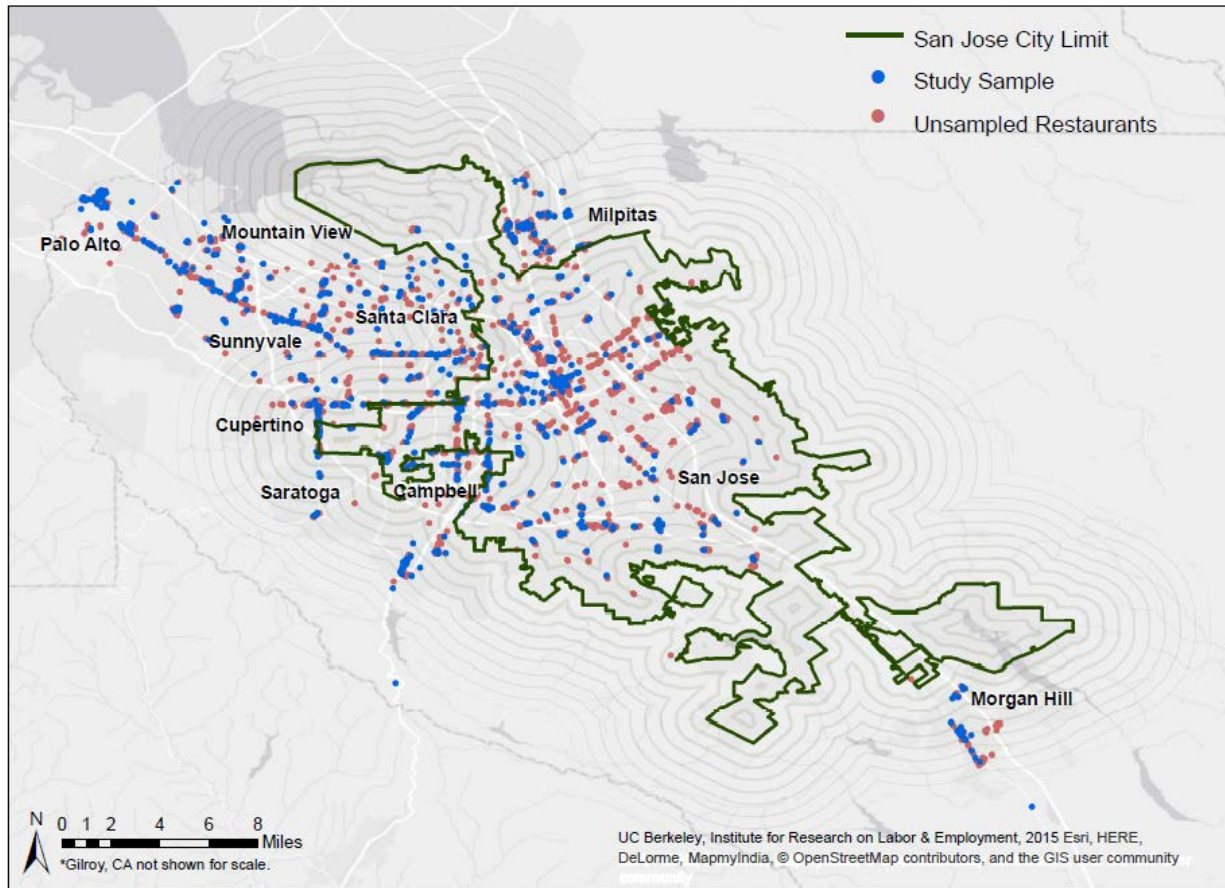 San Jose City Limit
Study Sample
Unsampled Restaurants
Milpitas
Mountain View
Palo Alto
Santa Clara
Sunnyvale
Cupertino
San Jose
Saratoga
Campbell
Morgan Hill
N
0 1 2 4 6 8
Miles
*Gilroy, CA not shown for scale.
UC Berkeley, Institute for Research on Labor & Employment, 2015 Esri, HERE,
DeLorme, MapmyIndia, © OpenStreetMap contributors, and the GIS user community
community